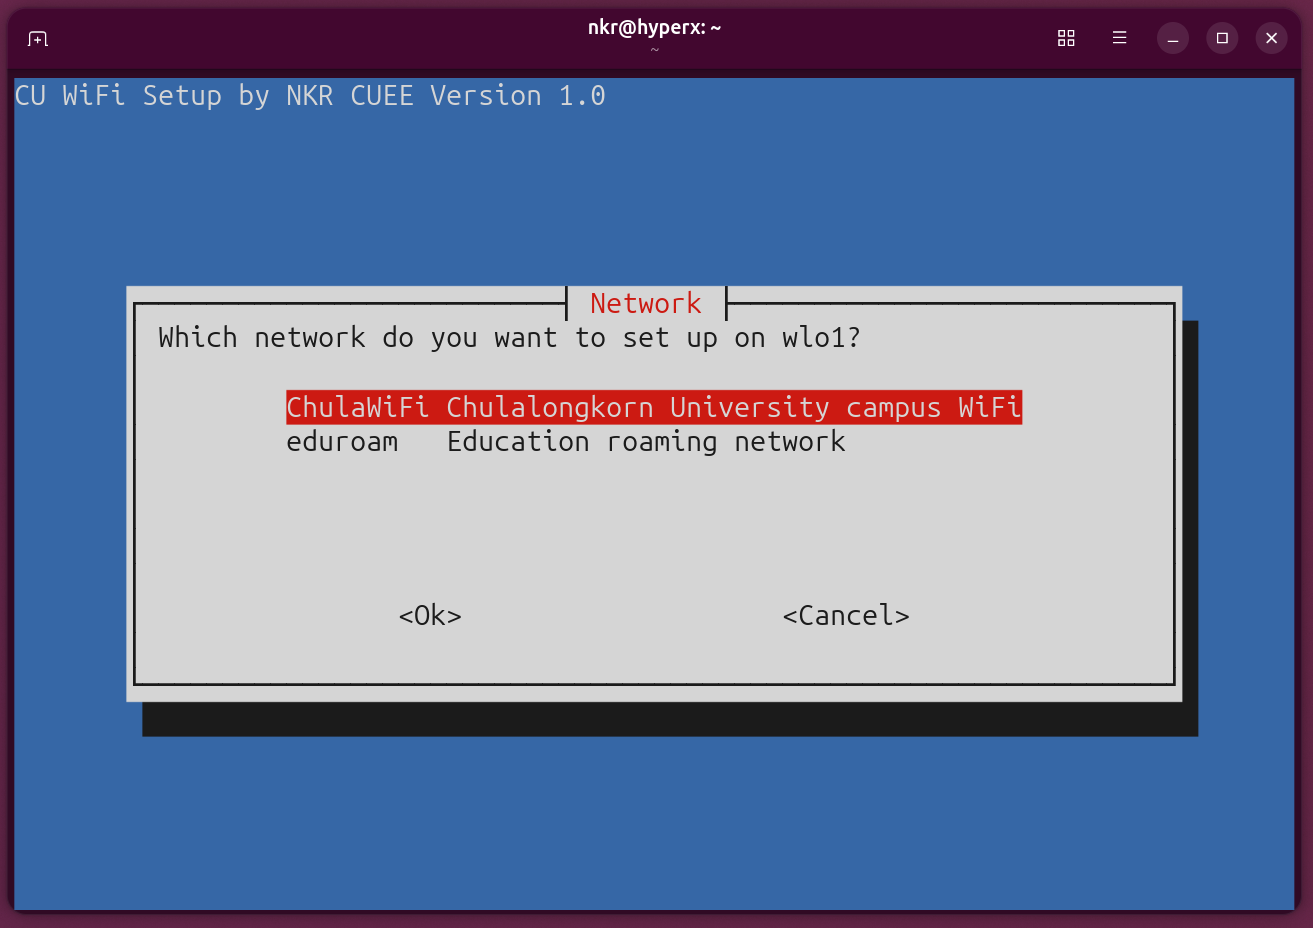 nkr@hyperx: ~
~
CU WiFi Setup by NKR CUEE Version 1.0
Network
Which network do you want to set up on wlo1?
ChulaWiFi Chulalongkorn University campus WiFi
eduroam   Education roaming network
<Ok>   <Cancel>